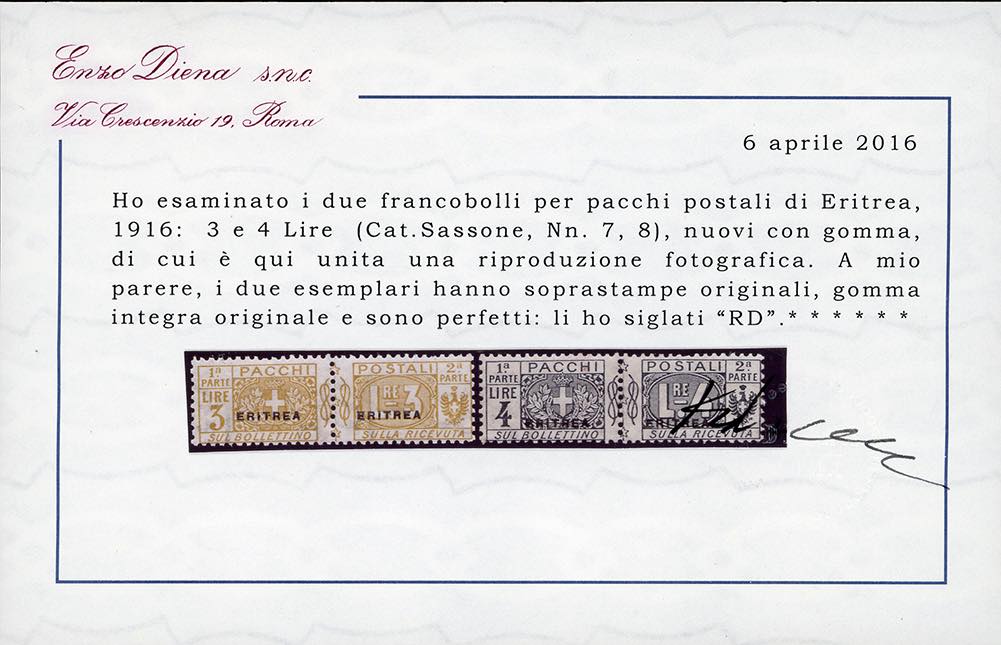 Enzo Diena s.n.c.
Via Crescenzio 19, Roma
6 aprile 2016
Ho esaminato i due francobolli per pacchi postali di Eritrea,
1916: 3 e 4 Lire (Cat.Sassone, Nn. 7, 8), nuovi con gomma,
di cui è qui unita una riproduzione fotografica. A mio
parere, i due esemplari hanno soprastampe originali, gomma
integra originale e sono perfetti: li ho siglati “RD”.* * * * * *
1ª PARTE PACCHI POSTALI 2ª PARTE
LIRE 3 ERITREA LIRE 3 ERITREA
SUL BOLLETTINO SULLA RICEVUTA
1ª PARTE PACCHI POSTALI 2ª PARTE
LIRE 4 ERITREA LIRE 4 ERITREA
SUL BOLLETTINO SULLA RICEVUTA